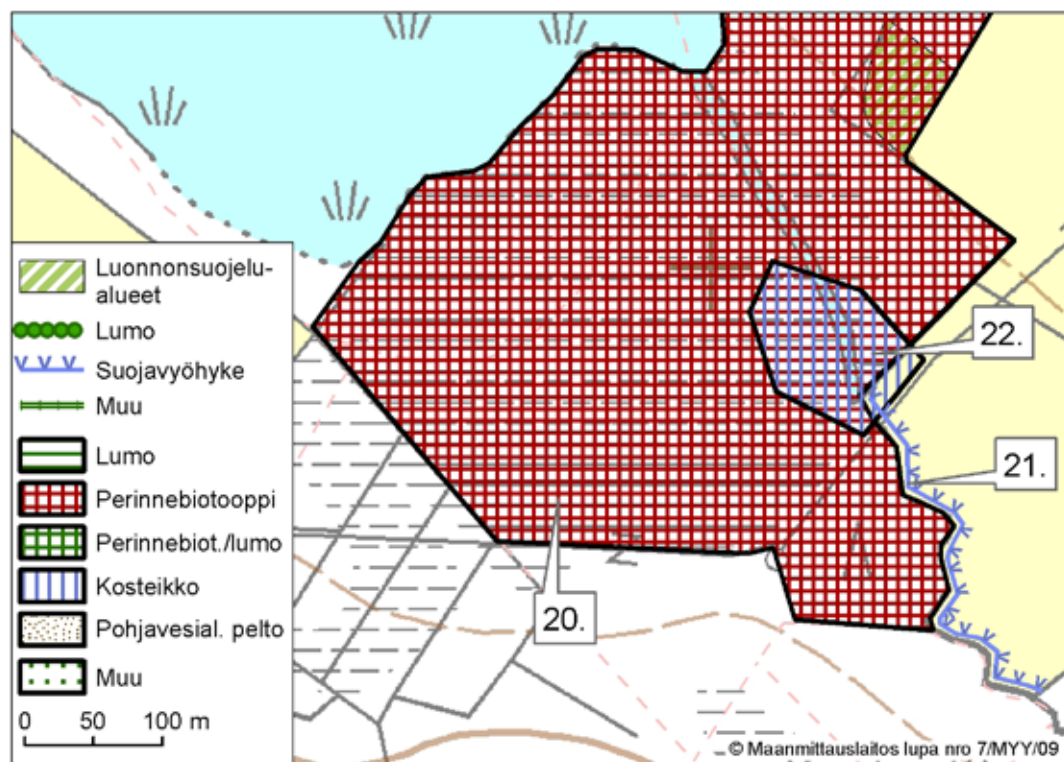 Luonnonsuojelu-
alueet
Lumo
Suojavyöhyke
Muu
Lumo
Perinnebiotooppi
Perinnebiot./lumo
Kosteikko
Pohjavesial. pelto
Muu
0 50 100 m
22.
21.
20.
© Maanmittauslaitos lupa nro 7/MYY/09